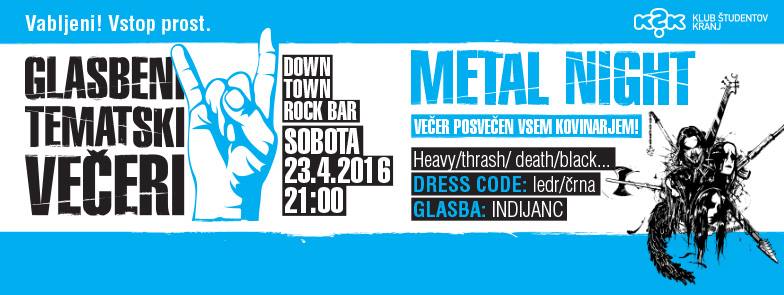 Vabljeni! Vstop prost.
KŠK KLUB ŠTUDENTOV
KRANJ
GLASBENI
TEMATSKI
VEČERI
DOWN
TOWN
ROCK BAR
SOBOTA
23.4.2016
21:00
METAL NIGHT
VEČER POSVEČEN VSEM KOVINARJEM!
Heavy/thrash/ death/black...
DRESS CODE: ledr/črna
GLASBA: INDIJANC